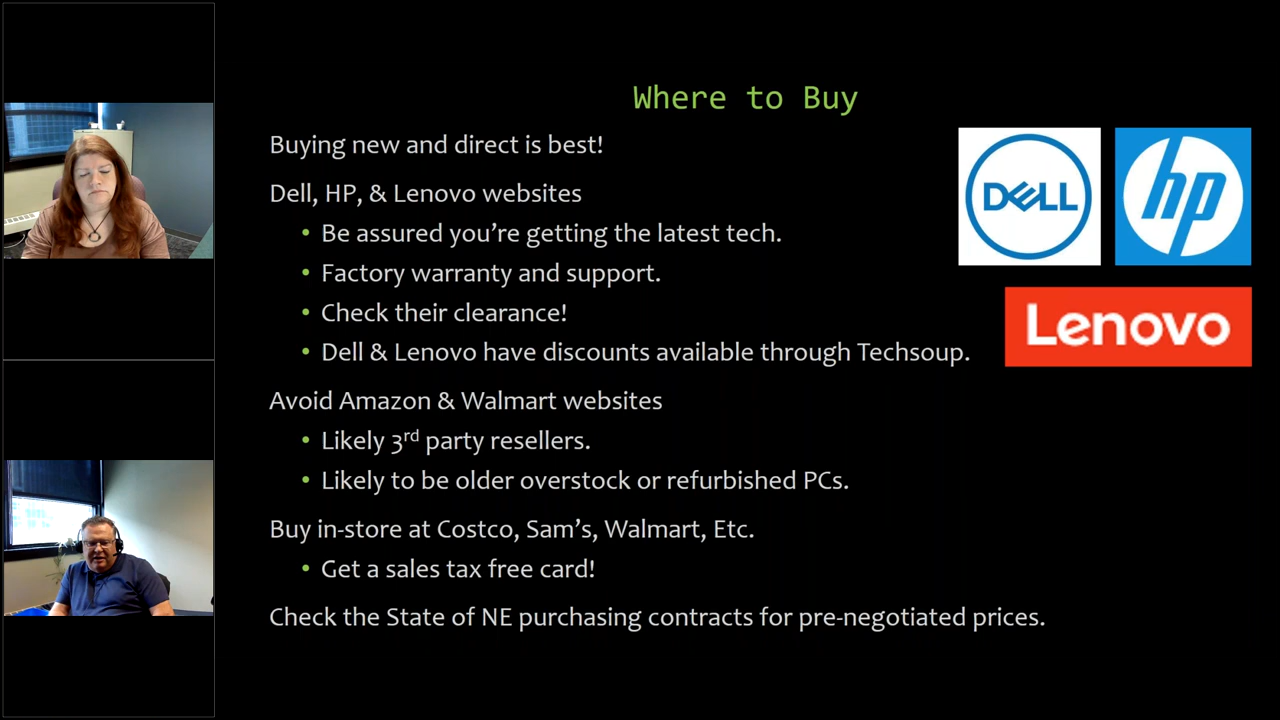 Where to Buy
Buying new and direct is best!
Dell, HP, & Lenovo websites
• Be assured you’re getting the latest tech.
• Factory warranty and support.
• Check their clearance!
• Dell & Lenovo have discounts available through Techsoup.
Avoid Amazon & Walmart websites
• Likely 3rd party resellers.
• Likely to be older overstock or refurbished PCs.
Buy in-store at Costco, Sam’s, Walmart, Etc.
• Get a sales tax free card!
Check the State of NE purchasing contracts for pre-negotiated prices.
DELL
hp
Lenovo